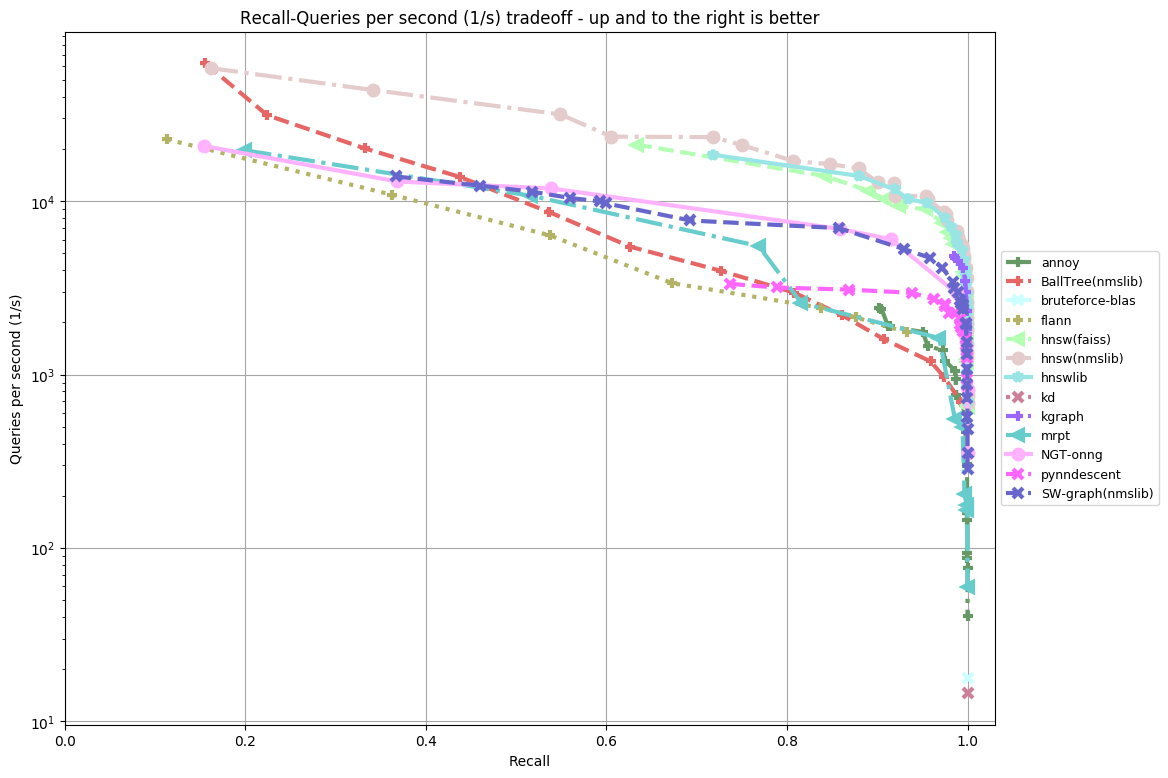 Recall-Queries per second (1/s) tradeoff - up and to the right is better
Queries per second (1/s)
10^4
10^3
10^2
10^1
0.0 0.2 0.4 0.6 0.8 1.0
Recall
annoy
BallTree(nmslib)
bruteforce-blas
flann
hnsw(faiss)
hnsw(nmslib)
hnswlib
kd
kgraph
mrpt
NGT-onng
pynndescent
SW-graph(nmslib)